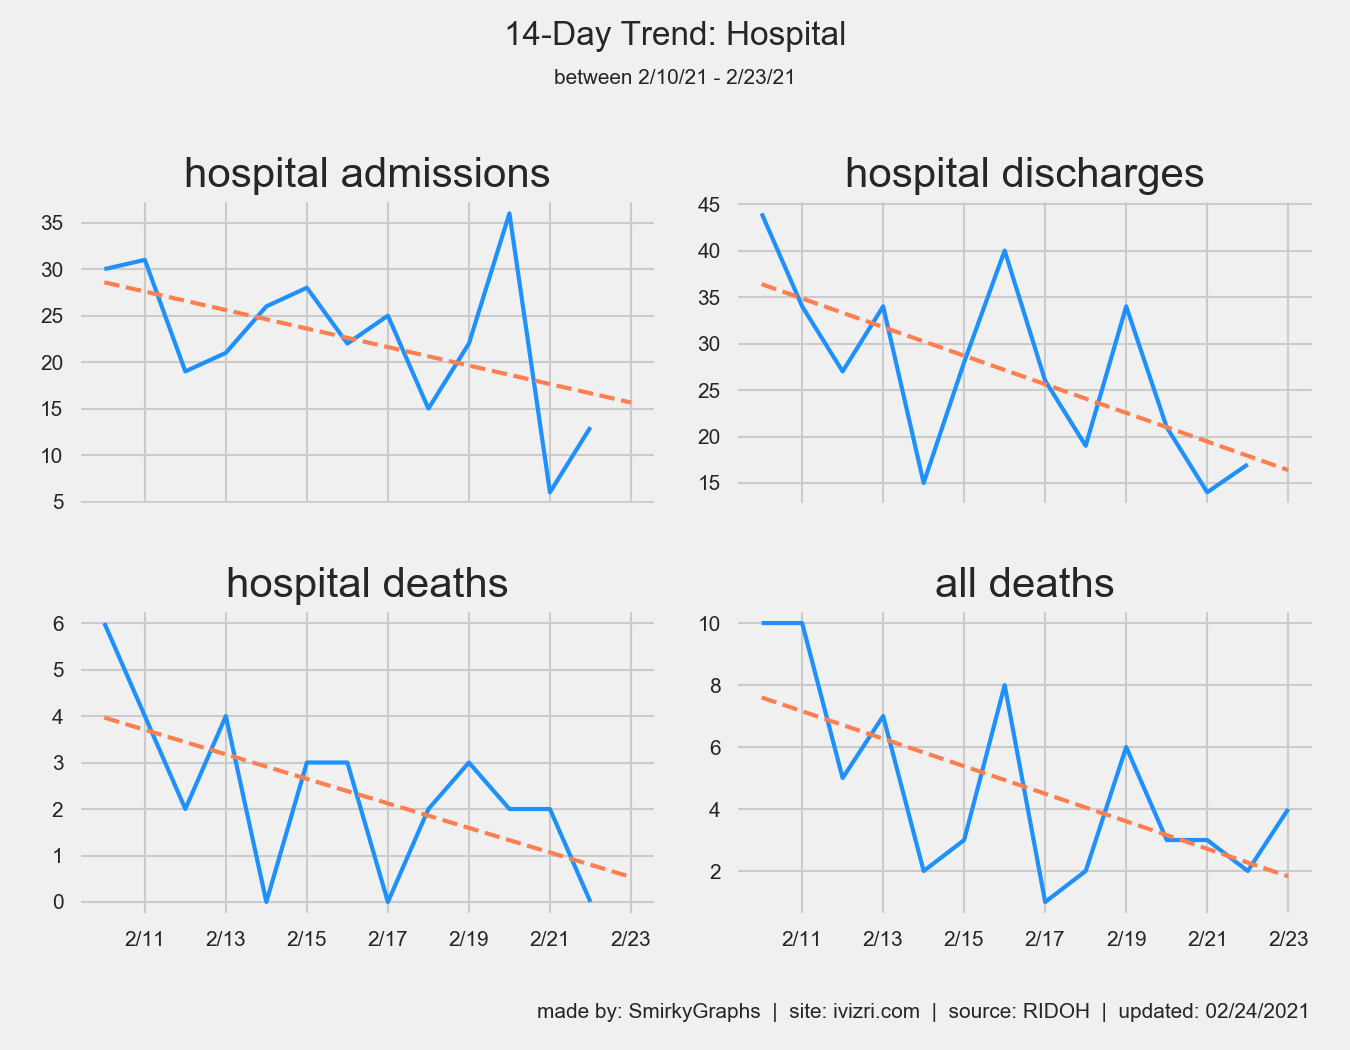 14-Day Trend: Hospital
between 2/10/21 - 2/23/21
hospital admissions
35
30
25
20
15
10
5
hospital discharges
45
40
35
30
25
20
15
hospital deaths
6
5
4
3
2
1
0
2/11 2/13 2/15 2/17 2/19 2/21 2/23
all deaths
10
8
6
4
2
2/11 2/13 2/15 2/17 2/19 2/21 2/23
made by: SmirkyGraphs | site: ivizri.com | source: RIDOH | updated: 02/24/2021